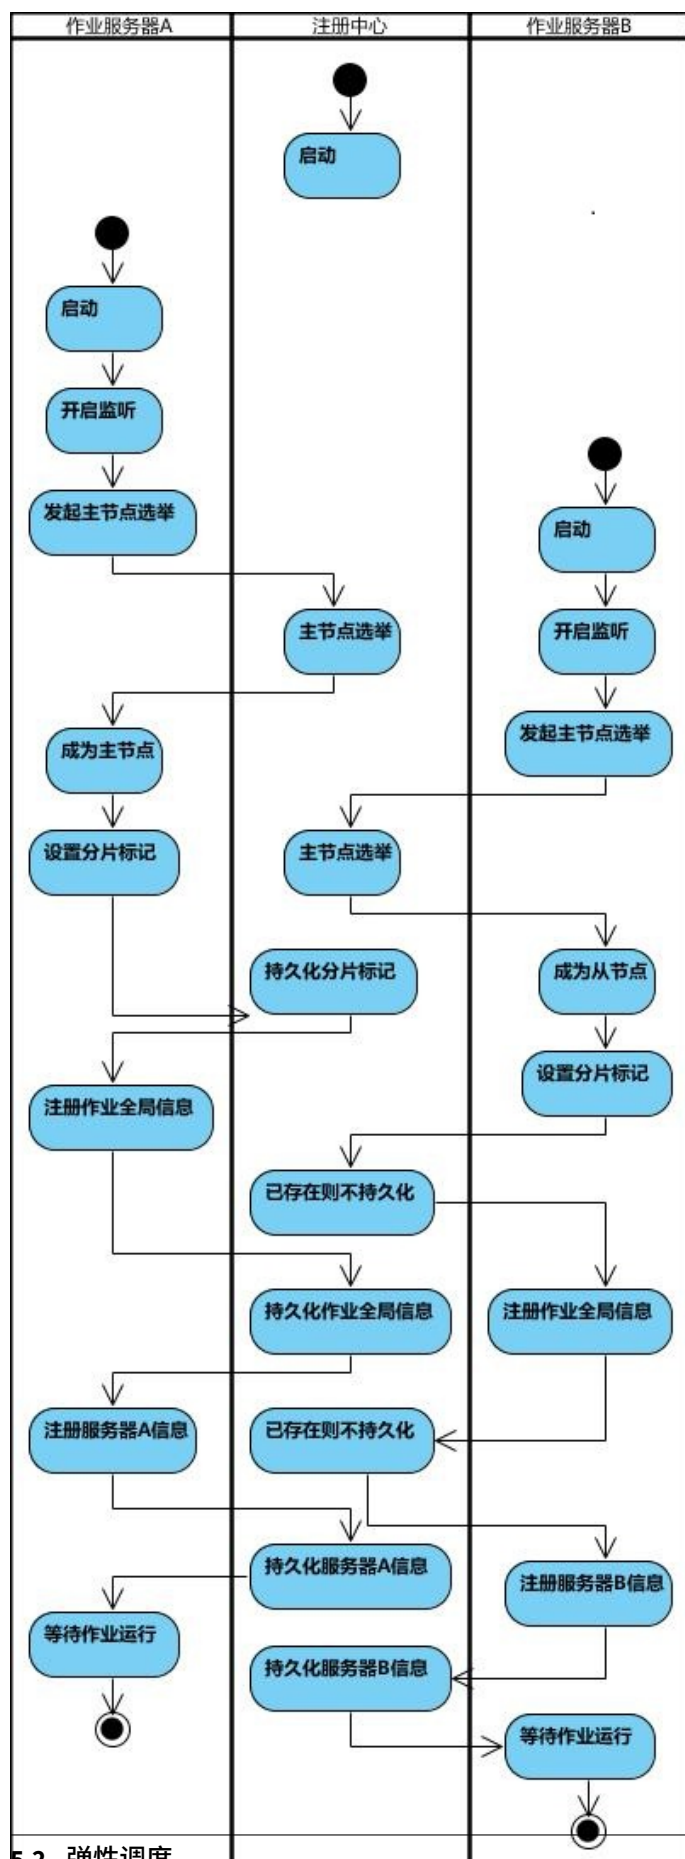 作业服务器A
注册中心
作业服务器B
启动
启动
开启监听
发起主节点选举
启动
主节点选举
开启监听
发起主节点选举
成为主节点
设置分片标记
主节点选举
持久化分片标记
成为从节点
设置分片标记
注册作业全局信息
已存在则不持久化
持久化作业全局信息
注册作业全局信息
注册服务器A信息
已存在则不持久化
持久化服务器A信息
注册服务器B信息
等待作业运行
持久化服务器B信息
等待作业运行
5.2 弹性调度